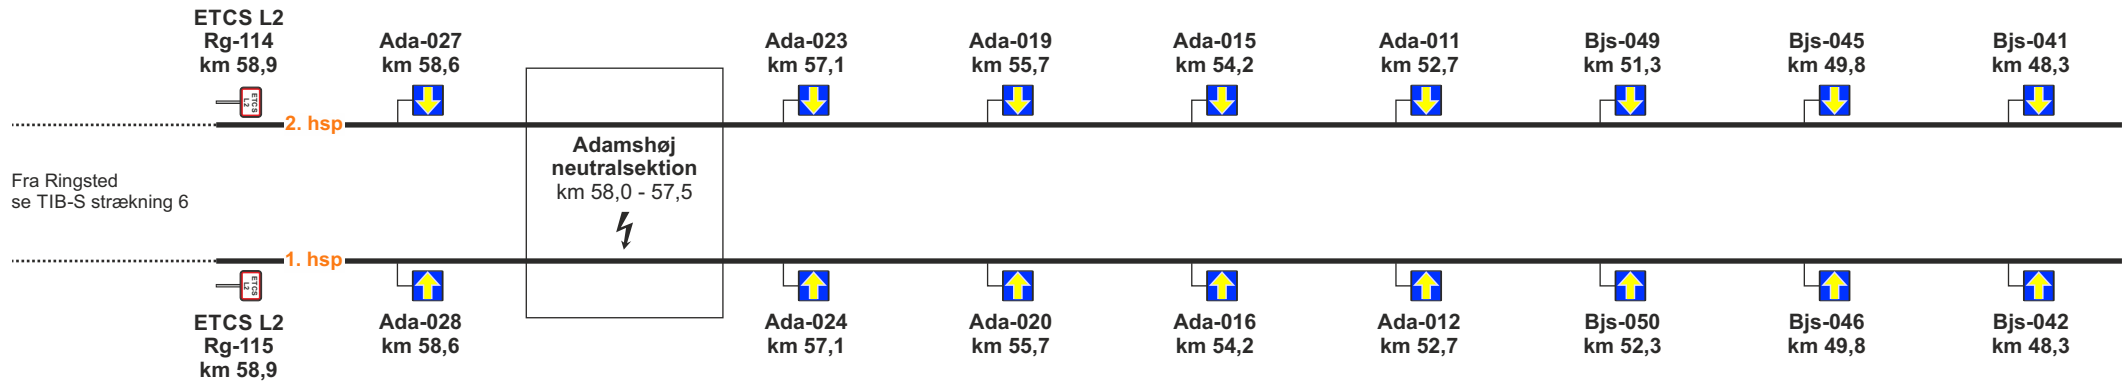 ETCS L2
Rg-114
km 58,9
Ada-027
km 58,6
Ada-023
km 57,1
Ada-019
km 55,7
Ada-015
km 54,2
Ada-011
km 52,7
Bjs-049
km 51,3
Bjs-045
km 49,8
Bjs-041
km 48,3
ETCS
L2
2. hsp
Adamshøj
neutralsektion
km 58,0 - 57,5
Fra Ringsted
se TIB-S strækning 6
1. hsp
ETCS
L2
ETCS L2
Rg-115
km 58,9
Ada-028
km 58,6
Ada-024
km 57,1
Ada-020
km 55,7
Ada-016
km 54,2
Ada-012
km 52,7
Bjs-050
km 52,3
Bjs-046
km 49,8
Bjs-042
km 48,3